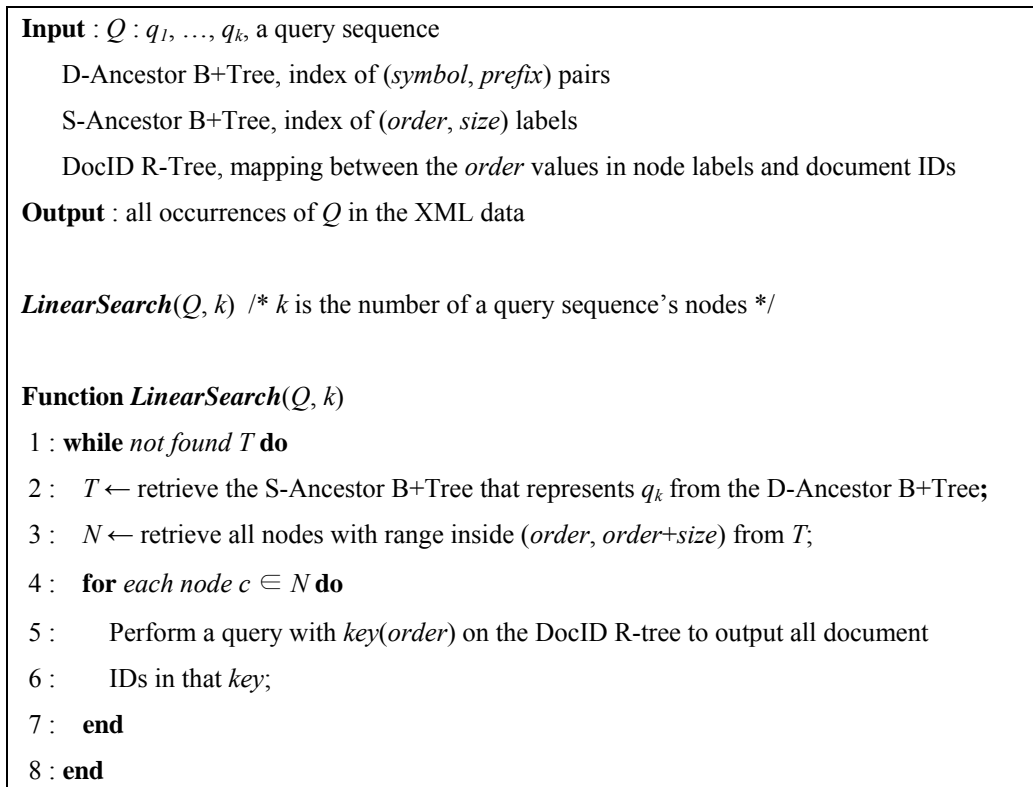 Input : Q : q1, …, qk, a query sequence
D-Ancestor B+Tree, index of (symbol, prefix) pairs
S-Ancestor B+Tree, index of (order, size) labels
DocID R-Tree, mapping between the order values in node labels and document IDs
Output : all occurrences of Q in the XML data
LinearSearch(Q, k) /* k is the number of a query sequence’s nodes */
Function LinearSearch(Q, k)
1 : while not found T do
2 : T ← retrieve the S-Ancestor B+Tree that represents qk from the D-Ancestor B+Tree;
3 : N ← retrieve all nodes with range inside (order, order+size) from T;
4 : for each node c ∈ N do
5 : Perform a query with key(order) on the DocID R-tree to output all document
6 : IDs in that key;
7 : end
8 : end